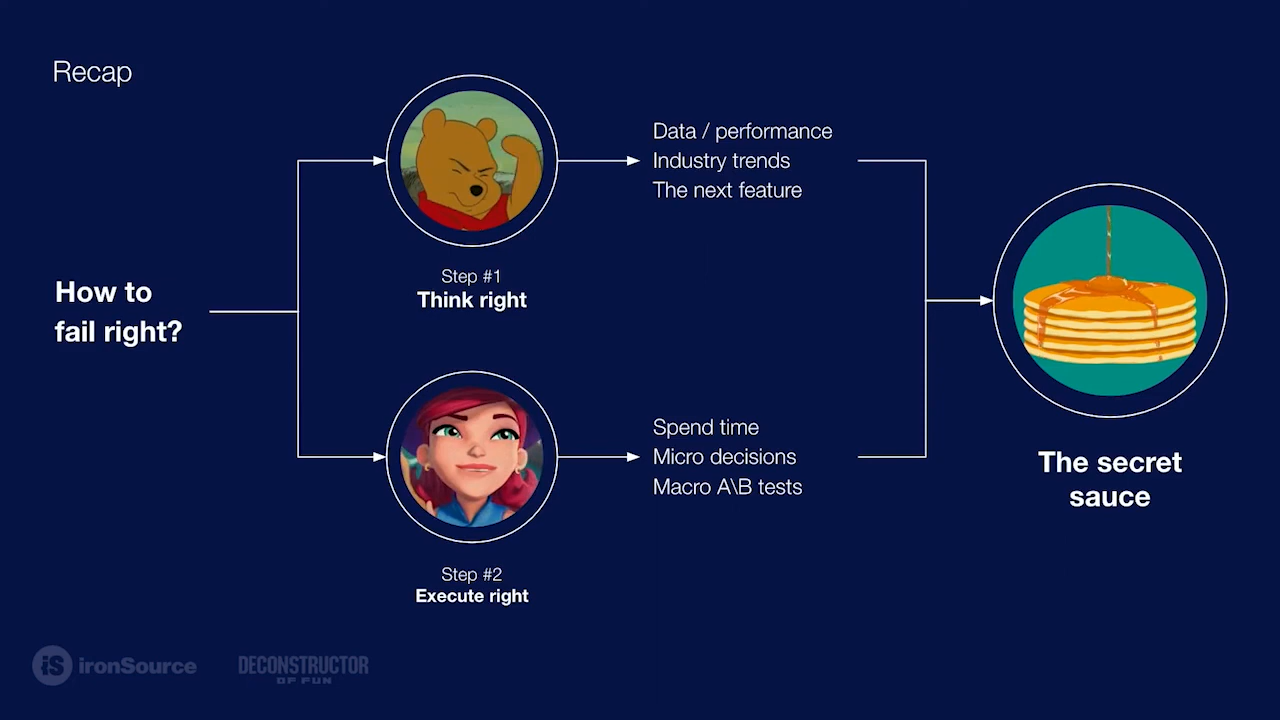 Recap
How to
fail right?
Step #1
Think right
Data / performance
Industry trends
The next feature
Step #2
Execute right
Spend time
Micro decisions
Macro A\B tests
The secret
sauce
iS ironSource
DECONSTRUCTOR
OF FUN